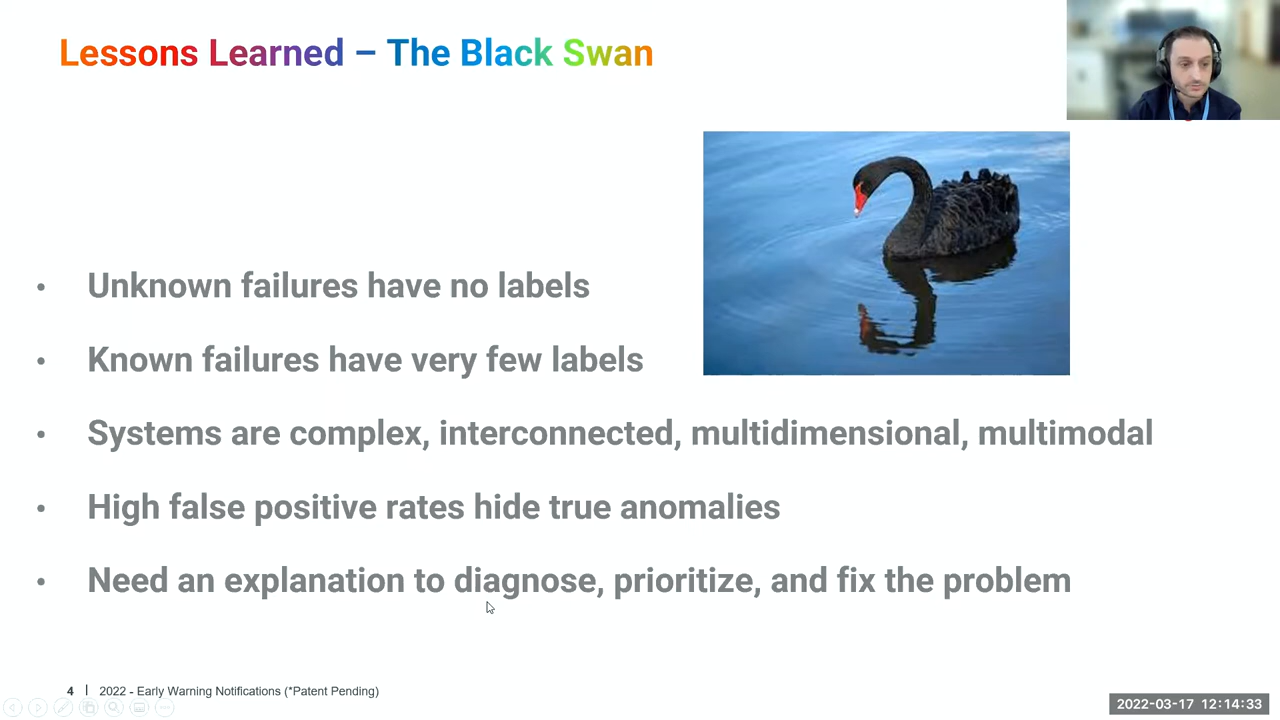 Lessons Learned – The Black Swan
• Unknown failures have no labels
• Known failures have very few labels
• Systems are complex, interconnected, multidimensional, multimodal
• High false positive rates hide true anomalies
• Need an explanation to diagnose, prioritize, and fix the problem
4 | 2022 - Early Warning Notifications (*Patent Pending)
2022-03-17 12:14:33